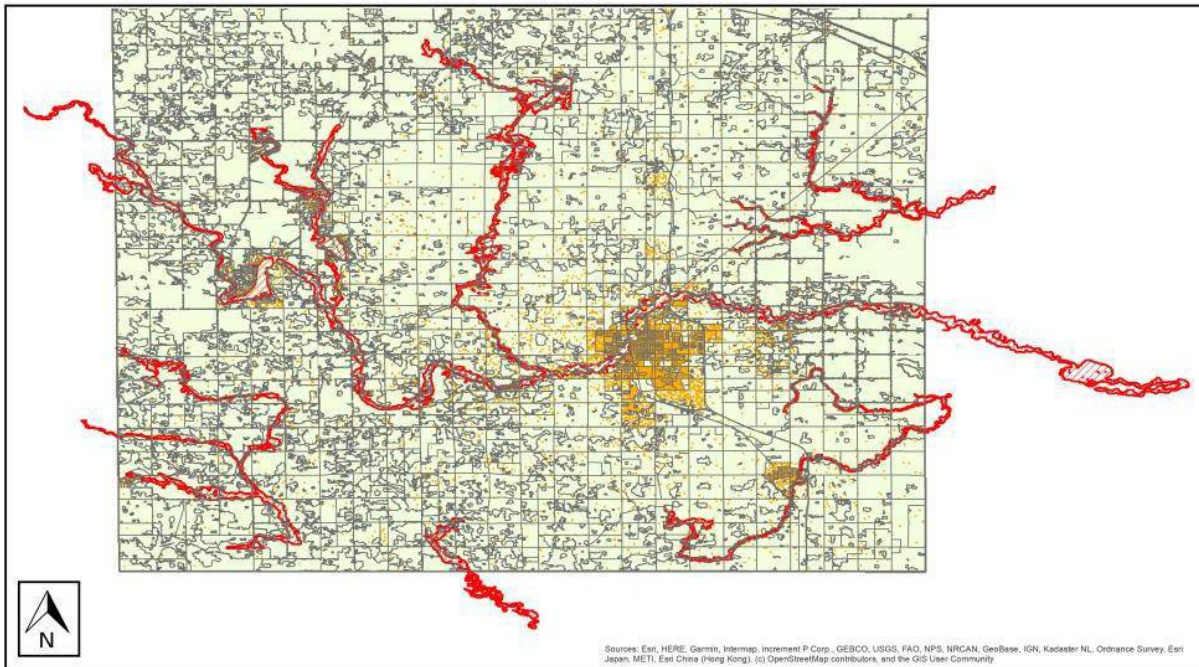 N
Sources: Esri, HERE, Garmin, Intermap, increment P Corp., GEBCO, USGS, FAO, NPS, NRCAN, GeoBase, IGN, Kadaster NL, Ordnance Survey, Esri
Japan, METI, Esri China (Hong Kong), (c) OpenStreetMap contributors, and the GIS User Community